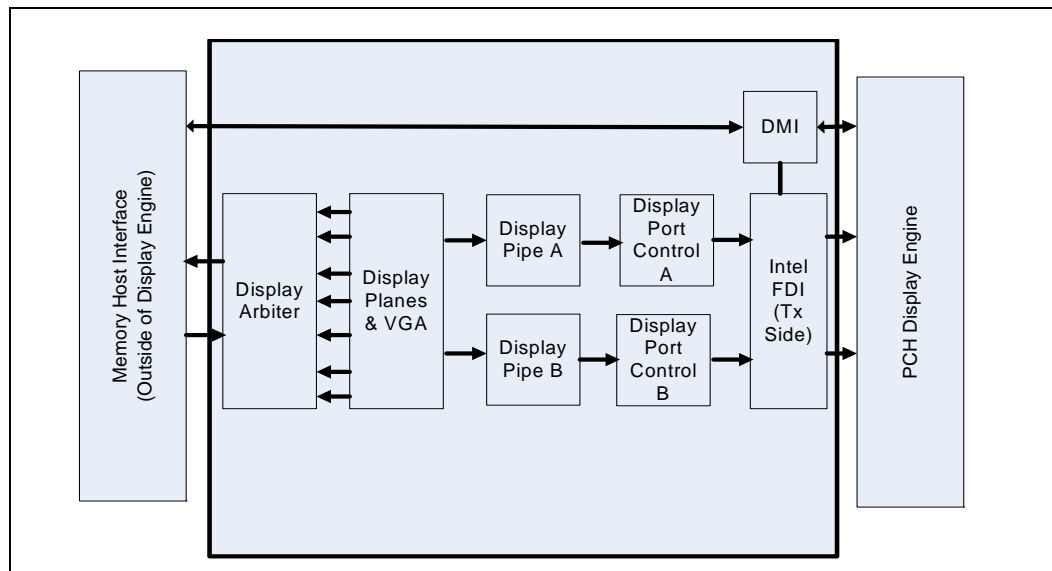 Memory Host Interface
(Outside of Display Engine)
Display
Arbiter
Display
Planes
& VGA
Display
Pipe A
Display
Port
Control
A
Display
Pipe B
Display
Port
Control
B
DMI
Intel
FDI
(Tx
Side)
PCH Display Engine